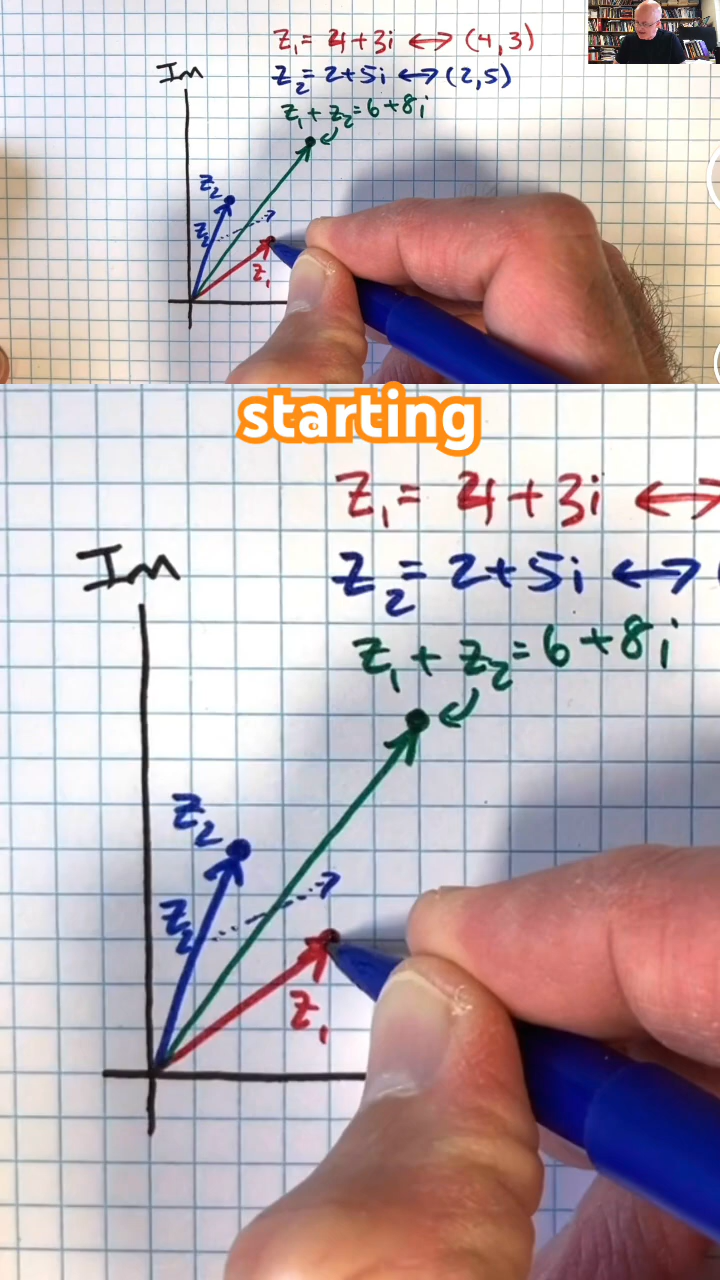 z₁ = 4 + 3i ↔ (4,3)
Im
z₂ = 2 + 5i ↔ (2,5)
z₁ + z₂ = 6 + 8i
z₂
z₂
z₁
starting
z₁ = 4 + 3i ↔
Im
z₂ = 2 + 5i ↔
z₁ + z₂ = 6 + 8i
z₂
z₂
z₁